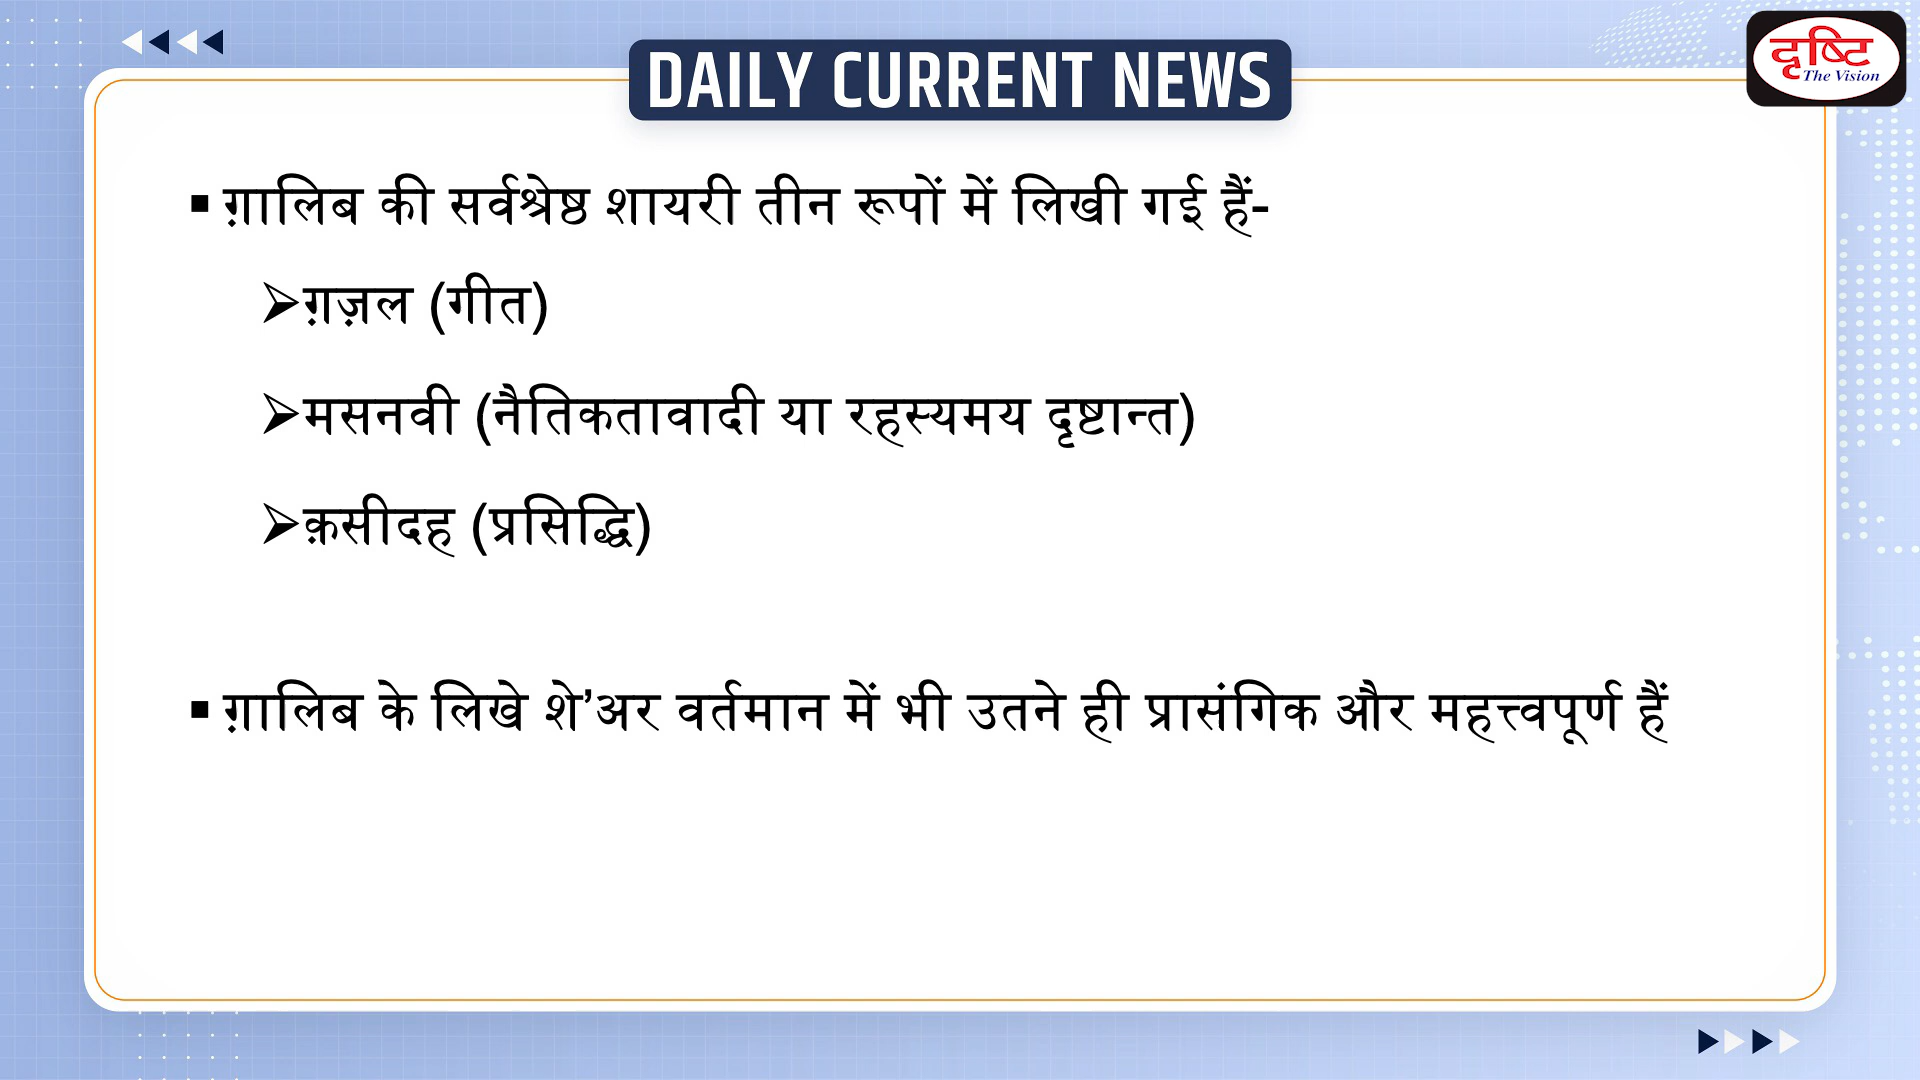 DAILY CURRENT NEWS
दृष्टि
The Vision
▪ ग़ालिब की सर्वश्रेष्ठ शायरी तीन रूपों में लिखी गई हैं-
➢ग़ज़ल (गीत)
➢मसनवी (नैतिकतावादी या रहस्यमय दृष्टान्त)
➢क़सीदह (प्रसिद्धि)
▪ ग़ालिब के लिखे शे’अर वर्तमान में भी उतने ही प्रासंगिक और महत्त्वपूर्ण हैं